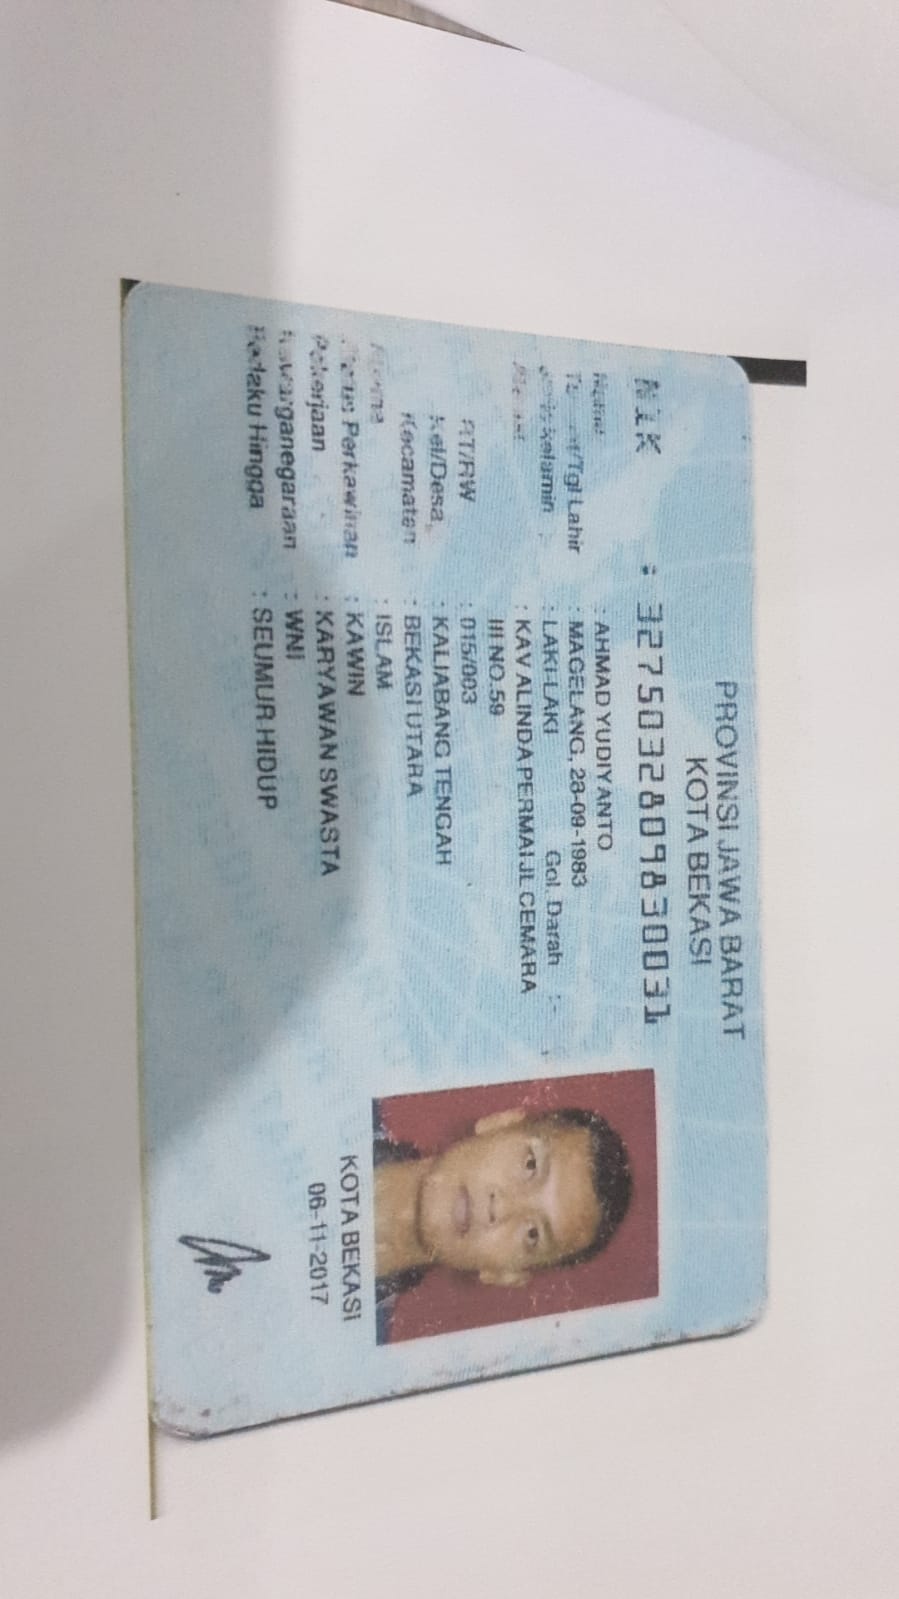 PROVINSI JAWA BARAT
KOTA BEKASI
NIK : 3275032809830031
Nama : AHMAD YUDIYANTO
Tempat/Tgl Lahir : MAGELANG, 28-09-1983
Jenis kelamin : LAKI-LAKI Gol. Darah : -
Alamat : KAV ALINDA PERMAI JL CEMARA
III NO.59
RT/RW : 015/003
Kel/Desa : KALIABANG TENGAH
Kecamatan : BEKASI UTARA
Agama : ISLAM
Status Perkawinan : KAWIN
Pekerjaan : KARYAWAN SWASTA
Kewarganegaraan : WNI
Berlaku Hingga : SEUMUR HIDUP
KOTA BEKASI
06-11-2017